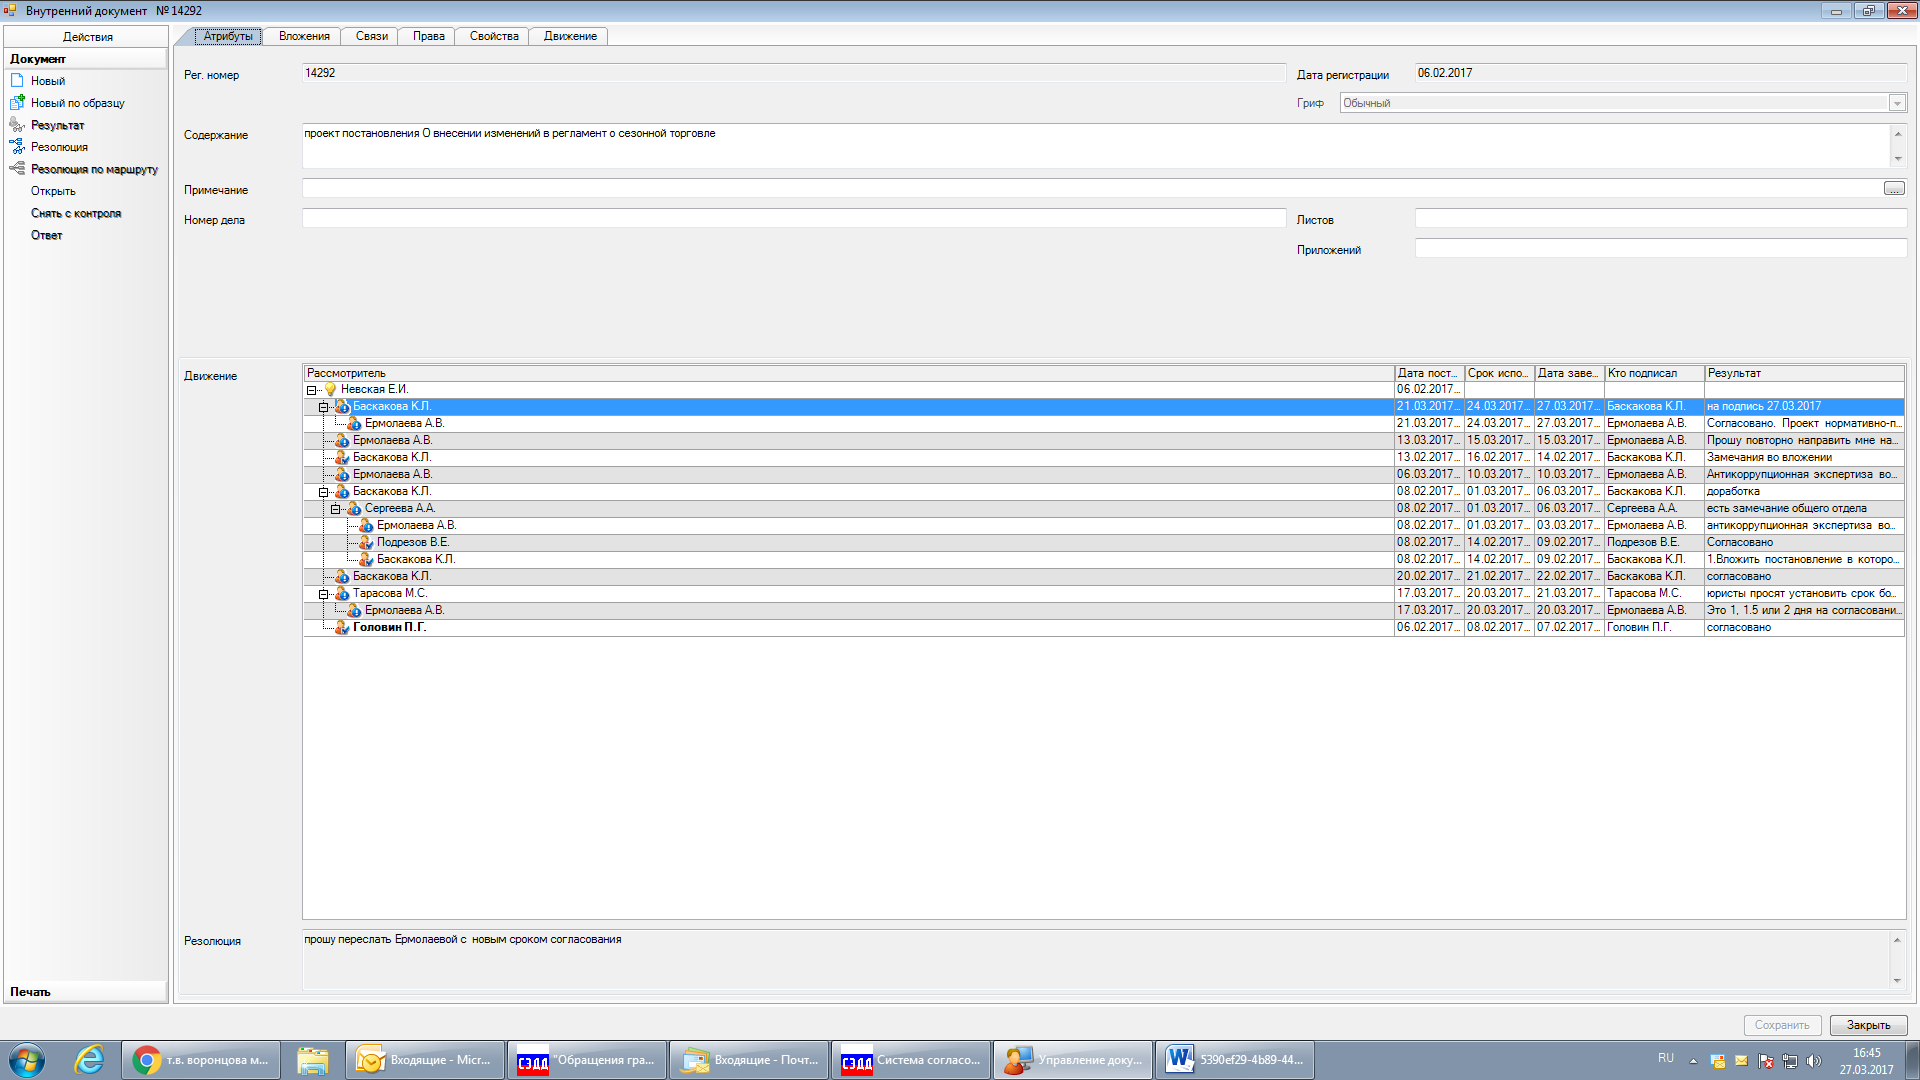 Внутренний документ № 14292
Действия
Документ
Новый
Новый по образцу
Результат
Резолюция
Резолюция по маршруту
Открыть
Снять с контроля
Ответ
Печать
Атрибуты Вложения Связи Права Свойства Движение
Рег. номер 14292 Дата регистрации 06.02.2017
Гриф Обычный
Содержание проект постановления О внесении изменений в регламент о сезонной торговле
Примечание ...
Номер дела Листов
Приложений
Движение
Рассмотритель Дата пост... Срок испо... Дата заве... Кто подписал Результат
Невская Е.И. 06.02.2017...
Баскакова К.Л. 21.03.2017... 24.03.2017... 27.03.2017... Баскакова К.Л. на подпись 27.03.2017
Ермолаева А.В. 21.03.2017... 24.03.2017... 27.03.2017... Ермолаева А.В. Согласовано. Проект нормативно-п...
Ермолаева А.В. 13.03.2017... 15.03.2017... 15.03.2017... Ермолаева А.В. Прошу повторно направить мне на...
Баскакова К.Л. 13.02.2017... 16.02.2017... 14.02.2017... Баскакова К.Л. Замечания во вложении
Ермолаева А.В. 06.03.2017... 10.03.2017... 10.03.2017... Ермолаева А.В. Антикоррупционная экспертиза во...
Баскакова К.Л. 08.02.2017... 01.03.2017... 06.03.2017... Баскакова К.Л. доработка
Сергеева А.А. 08.02.2017... 01.03.2017... 06.03.2017... Сергеева А.А. есть замечание общего отдела
Ермолаева А.В. 08.02.2017... 01.03.2017... 03.03.2017... Ермолаева А.В. антикоррупционная экспертиза во...
Подрезов В.Е. 08.02.2017... 14.02.2017... 09.02.2017... Подрезов В.Е. Согласовано
Баскакова К.Л. 08.02.2017... 14.02.2017... 09.02.2017... Баскакова К.Л. 1.Вложить постановление в которо...
Баскакова К.Л. 20.02.2017... 21.02.2017... 22.02.2017... Баскакова К.Л. согласовано
Тарасова М.С. 17.03.2017... 20.03.2017... 21.03.2017... Тарасова М.С. юристы просят установить срок бо...
Ермолаева А.В. 17.03.2017... 20.03.2017... 20.03.2017... Ермолаева А.В. Это 1, 1.5 или 2 дня на согласовани...
Головин П.Г. 06.02.2017... 08.02.2017... 07.02.2017... Головин П.Г. согласовано
Резолюция прошу переслать Ермолаевой с новым сроком согласования
Сохранить Закрыть
т.в. воронцова м... Входящие - Micr... СЭДД "Обращения гра... Входящие - Почт... СЭДД Система согласо... Управление доку... 5390ef29-4b89-44... RU 16:45
27.03.2017